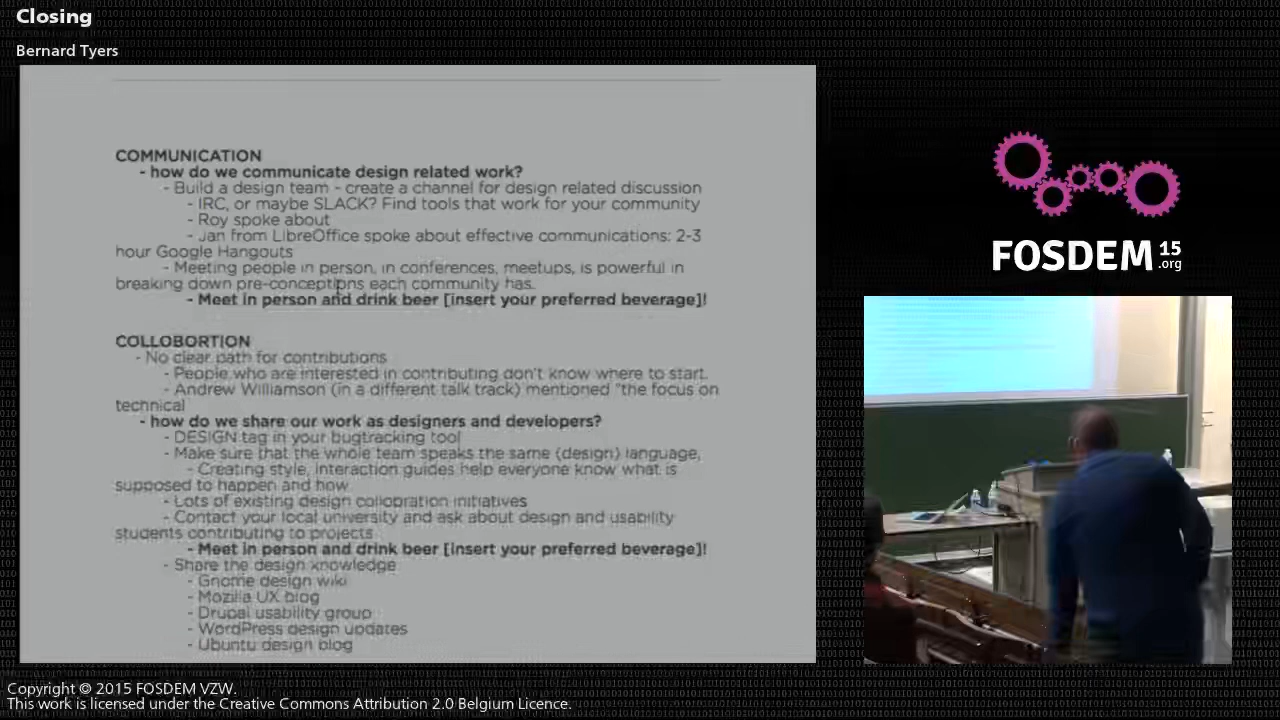 Closing
Bernard Tyers
COMMUNICATION
- how do we communicate design related work?
- Build a design team - create a channel for design related discussion
- IRC, or maybe SLACK? Find tools that work for your community
- Roy spoke about
- Jan from LibreOffice spoke about effective communications: 2-3
hour Google Hangouts
- Meeting people in person, in conferences, meetups, is powerful in
breaking down pre-conceptions each community has.
- Meet in person and drink beer [insert your preferred beverage]!
COLLOBORTION
- No clear path for contributions
- People who are interested in contributing don't know where to start.
- Andrew Williamson (in a different talk track) mentioned "the focus on
technical
- how do we share our work as designers and developers?
- DESIGN tag in your bugtracking tool
- Make sure that the whole team speaks the same (design) language,
- Creating style, interaction guides help everyone know what is
supposed to happen and how
- Lots of existing design collobration initiatives
- Contact your local university and ask about design and usability
students contributing to projects
- Meet in person and drink beer [insert your preferred beverage]!
- Share the design knowledge
- Gnome design wiki
- Mozilla UX blog
- Drupal usability group
- WordPress design updates
- Ubuntu design blog
FOSDEM 15
.org
Copyright © 2015 FOSDEM VZW.
This work is licensed under the Creative Commons Attribution 2.0 Belgium Licence.